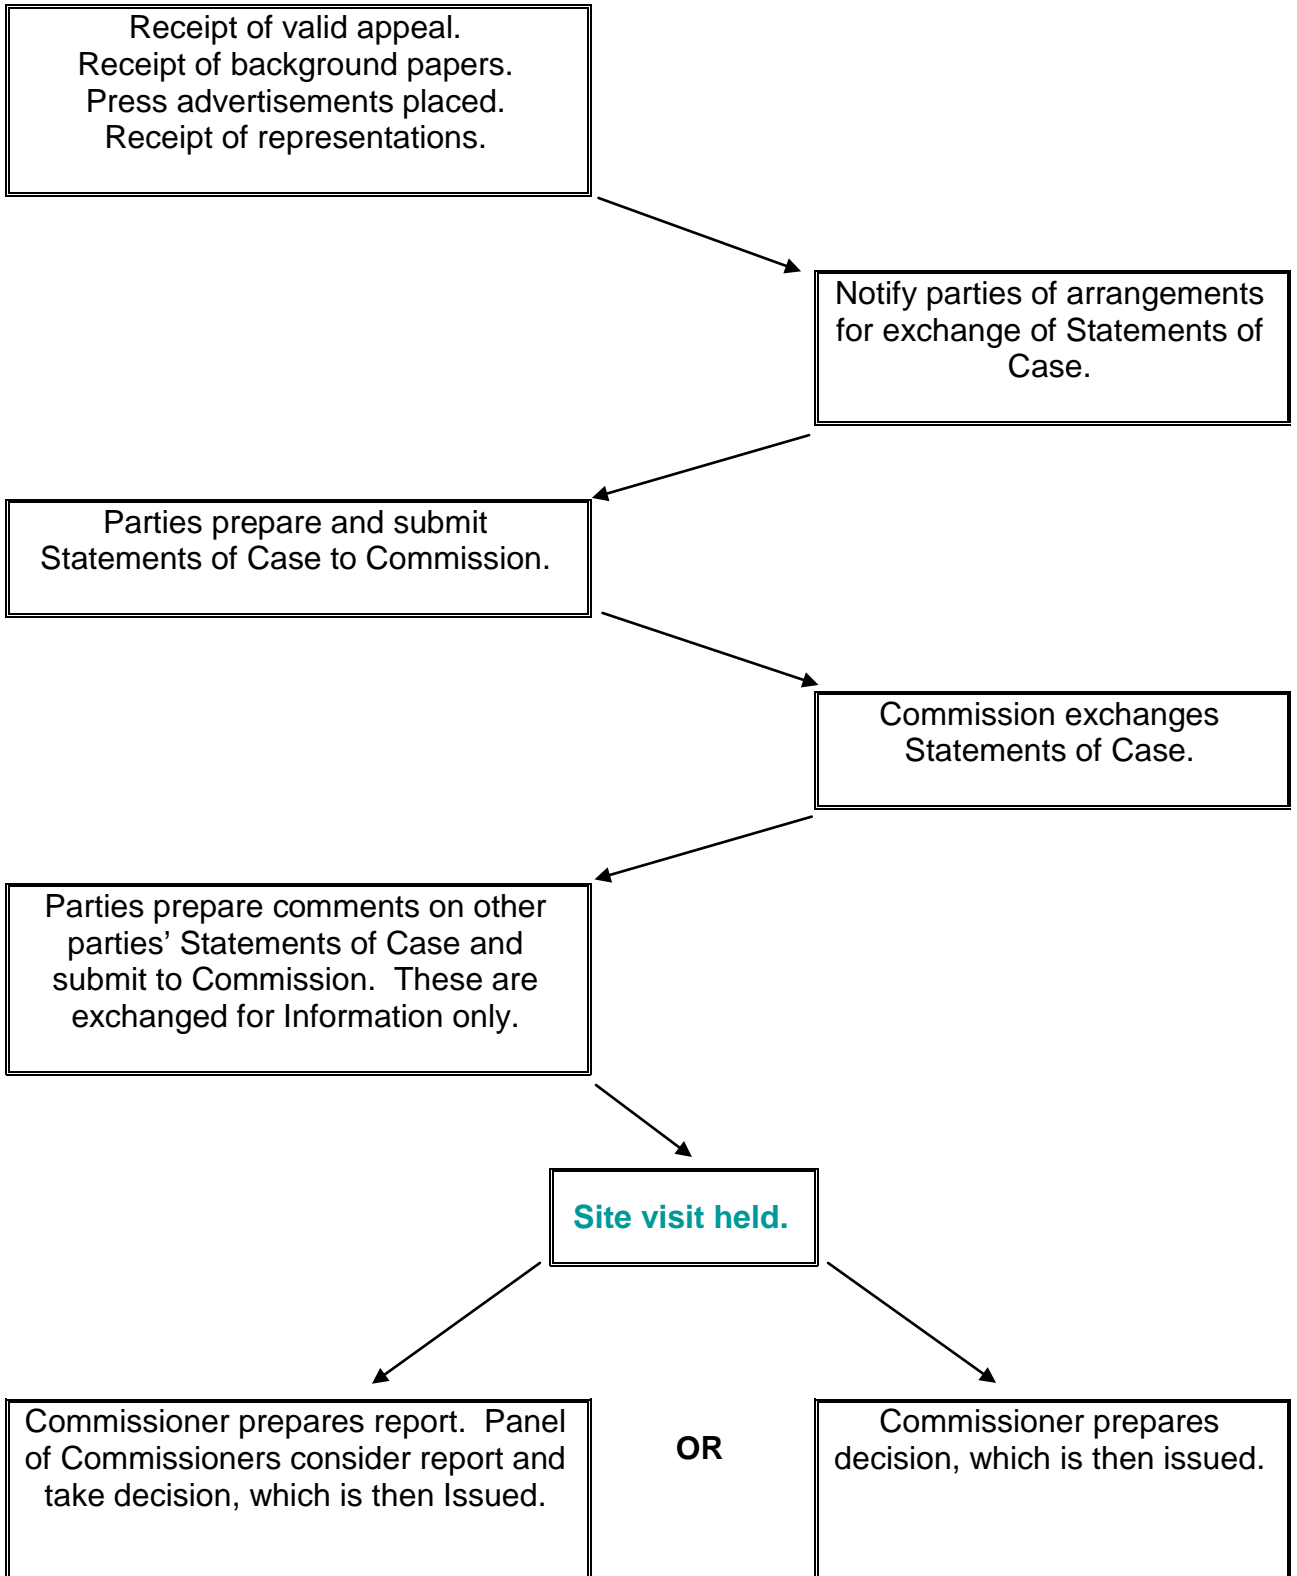 Receipt of valid appeal.
Receipt of background papers.
Press advertisements placed.
Receipt of representations.
Notify parties of arrangements
for exchange of Statements of
Case.
Parties prepare and submit
Statements of Case to Commission.
Commission exchanges
Statements of Case.
Parties prepare comments on other
parties’ Statements of Case and
submit to Commission.  These are
exchanged for Information only.
Site visit held.
Commissioner prepares report.  Panel
of Commissioners consider report and
take decision, which is then Issued.
OR
Commissioner prepares
decision, which is then issued.